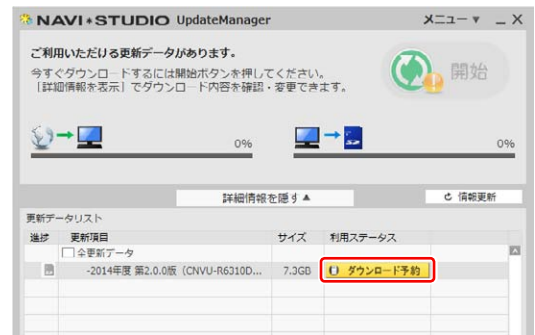 NAVI*STUDIO UpdateManager メニュー ▼ _ X
ご利用いただける更新データがあります。
今すぐダウンロードするには開始ボタンを押してください。
「詳細情報を表示」でダウンロード内容を確認・変更できます。
開始
0%
0%
詳細情報を隠す▲
情報更新
更新データリスト
進捗 更新項目 サイズ 利用ステータス
全更新データ
-2014年度 第2.0.0版 (CNVU-R6310D... 7.3GB ダウンロード予約